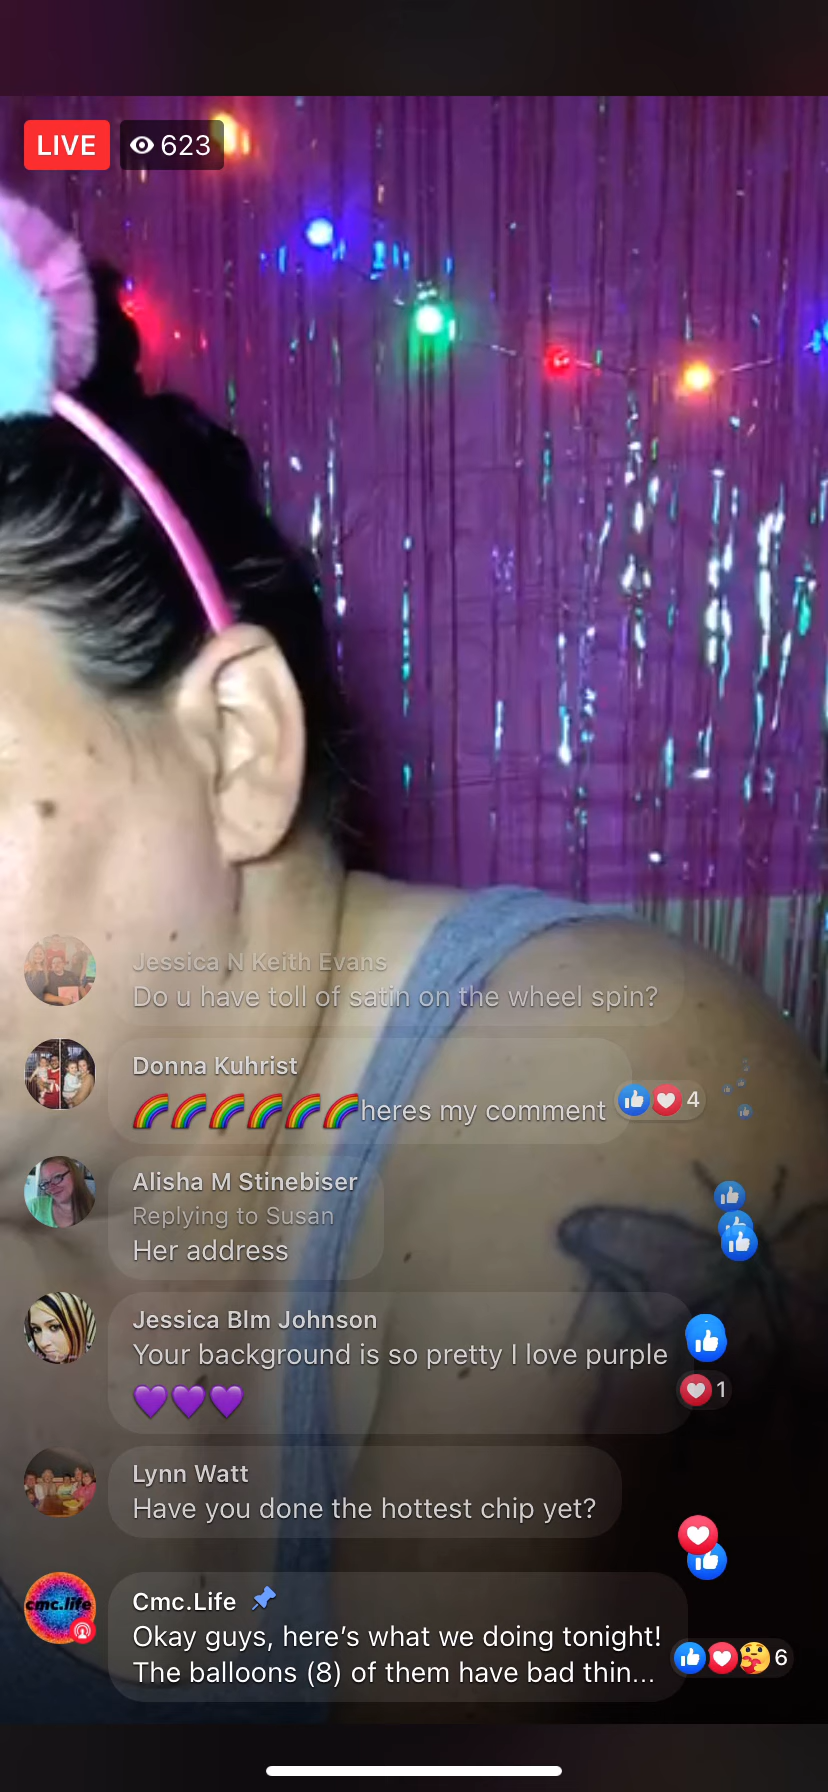 LIVE 623
Jessica N Keith Evans
Do u have toll of satin on the wheel spin?
Donna Kuhrist
🌈🌈🌈🌈🌈🌈heres my comment
4
Alisha M Stinebiser
Replying to Susan
Her address
Jessica Blm Johnson
Your background is so pretty I love purple
💜💜💜
1
Lynn Watt
Have you done the hottest chip yet?
cmc.life
Cmc.Life
Okay guys, here’s what we doing tonight!
The balloons (8) of them have bad thin...
6